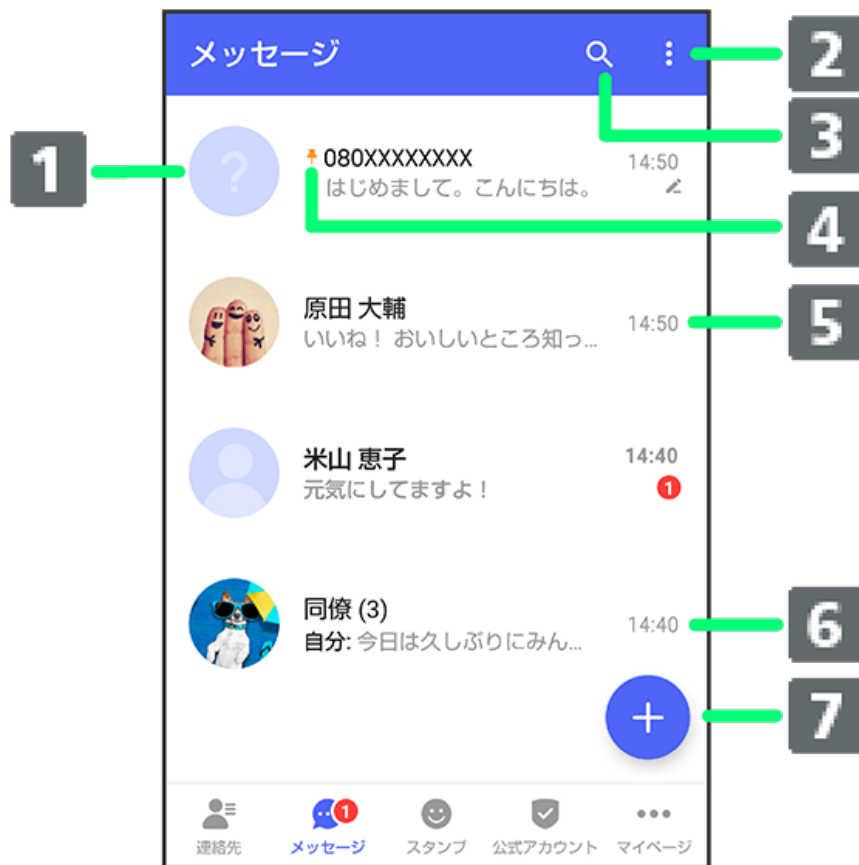 メッセージ
2
3
1
080XXXXXXXX
14:50
はじめまして。こんにちは。
4
原田 大輔
14:50
いいね！ おいしいところ知っ...
5
米山 恵子
14:40
元気にしてますよ！
1
同僚 (3)
14:40
自分: 今日は久しぶりにみん...
6
7
1
連絡先
メッセージ
スタンプ
公式アカウント
マイページ